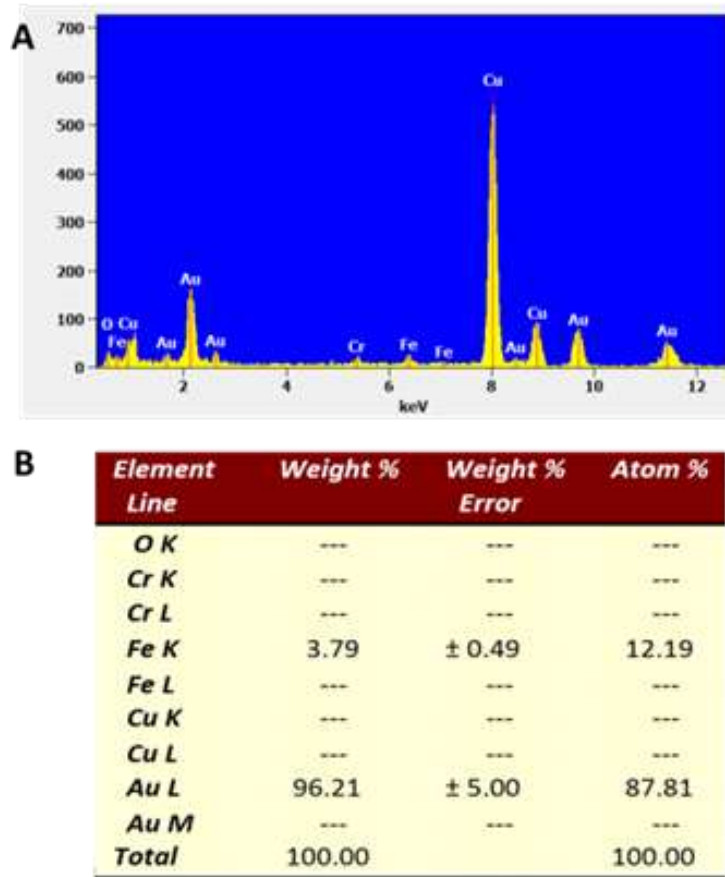 A
700
600
500
400
300
200
100
0
O
Fe
Cu
Au
Au
Au
Cr
Fe
Fe
Cu
Au
Cu
Au
Au
2 4 6 8 10 12
keV
B
Element Line Weight % Weight % Error Atom %
O K --- --- ---
Cr K --- --- ---
Cr L --- --- ---
Fe K 3.79 ± 0.49 12.19
Fe L --- --- ---
Cu K --- --- ---
Cu L --- --- ---
Au L 96.21 ± 5.00 87.81
Au M --- --- ---
Total 100.00 100.00